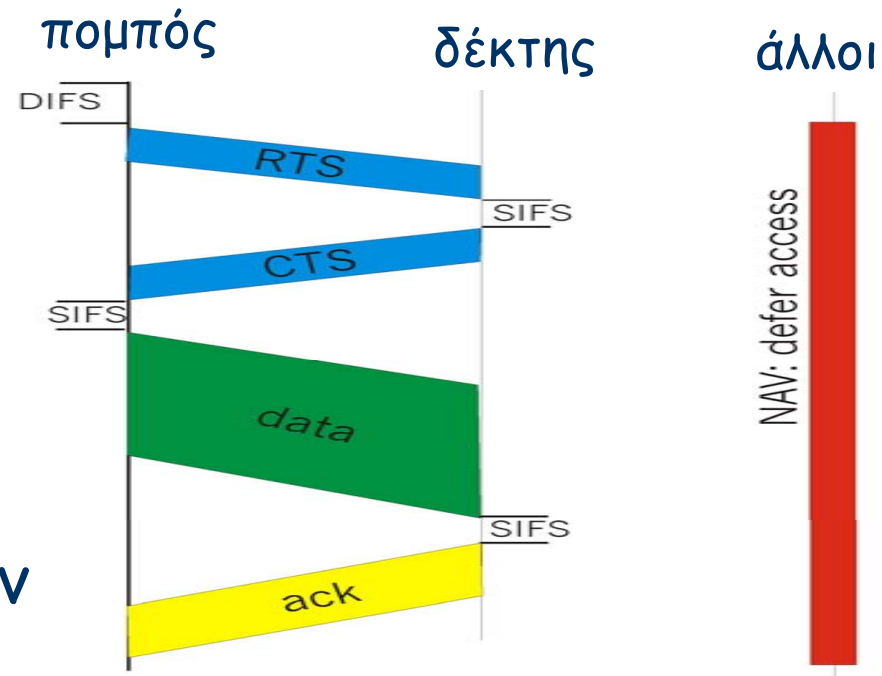 πομπός
δέκτης
άλλοι
DIFS
RTS
SIFS
CTS
SIFS
NAV: defer access
data
SIFS
ν
ack